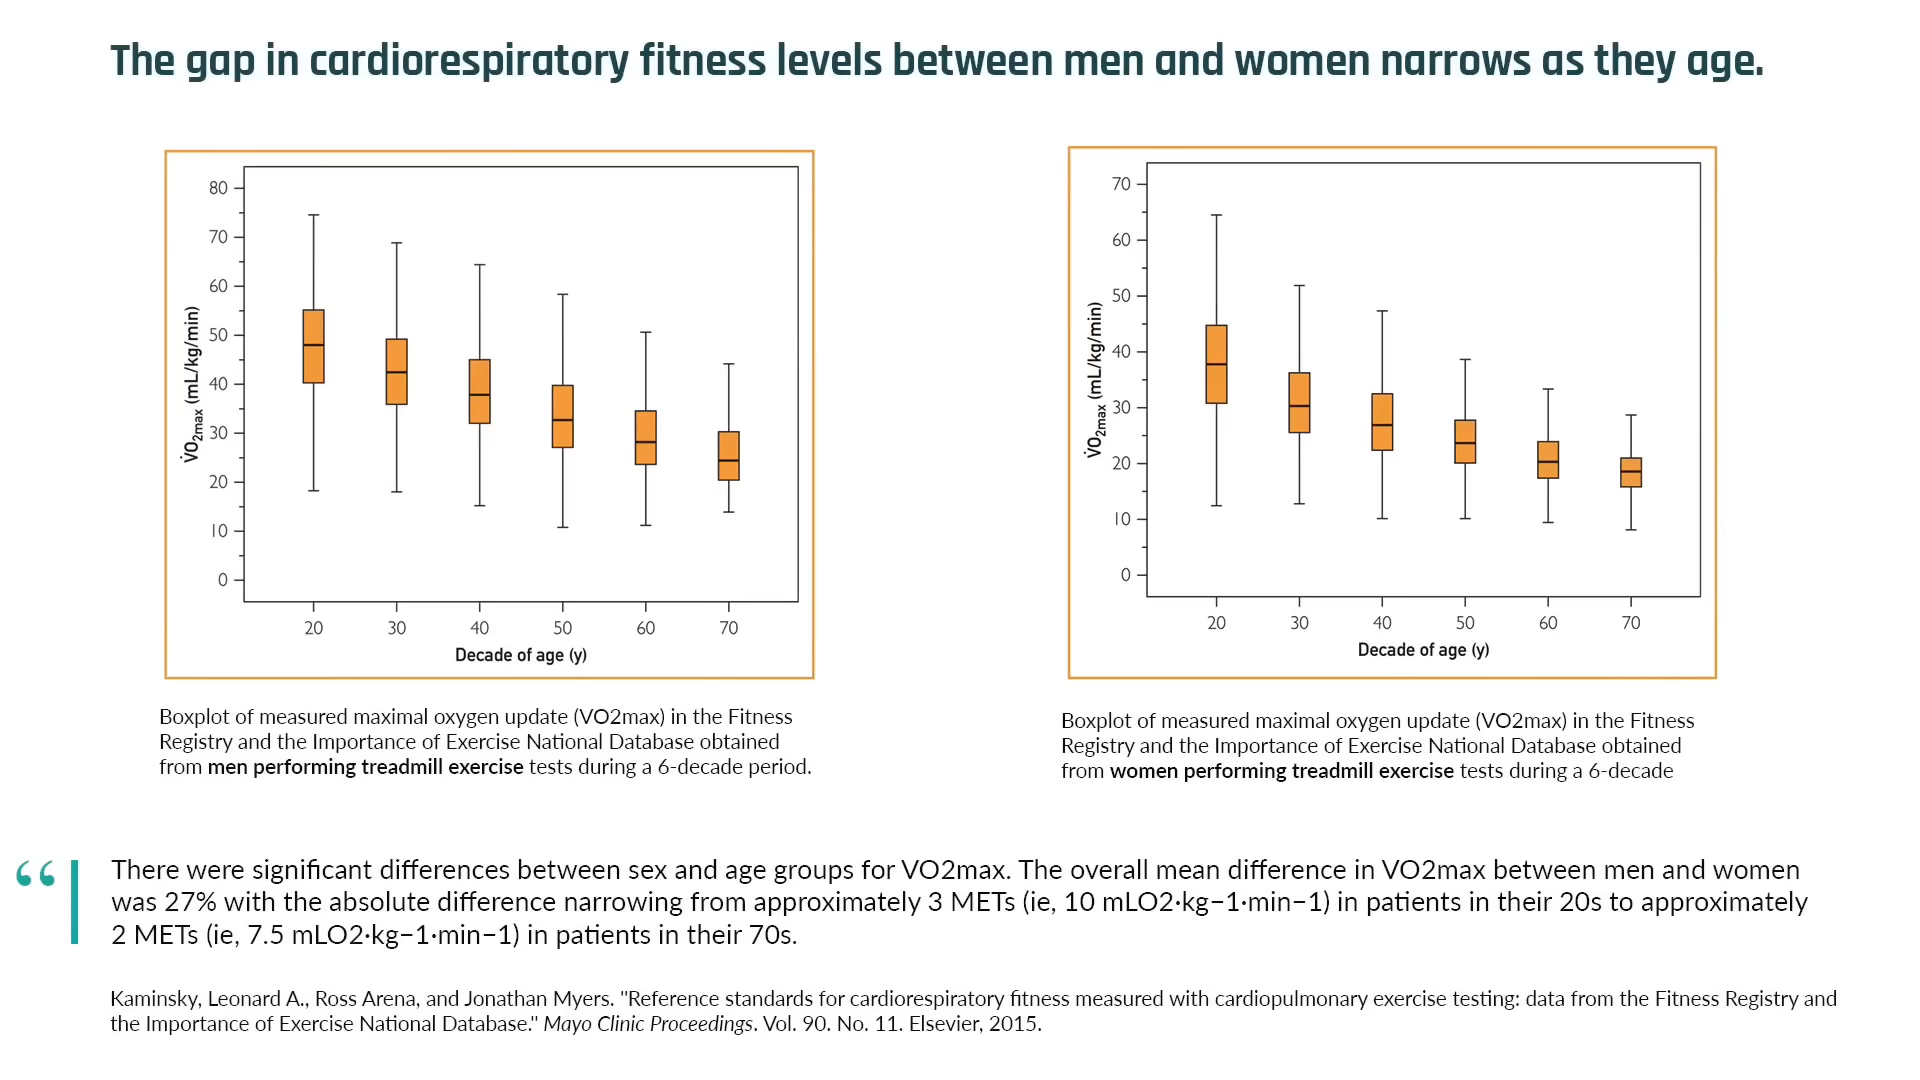 The gap in cardiorespiratory fitness levels between men and women narrows as they age.
80
70
60
50
40
30
20
10
0
V̇O2max (mL/kg/min)
20 30 40 50 60 70
Decade of age (y)
Boxplot of measured maximal oxygen update (VO2max) in the Fitness
Registry and the Importance of Exercise National Database obtained
from men performing treadmill exercise tests during a 6-decade period.
70
60
50
40
30
20
10
0
V̇O2max (mL/kg/min)
20 30 40 50 60 70
Decade of age (y)
Boxplot of measured maximal oxygen update (VO2max) in the Fitness
Registry and the Importance of Exercise National Database obtained
from women performing treadmill exercise tests during a 6-decade
“
There were significant differences between sex and age groups for VO2max. The overall mean difference in VO2max between men and women
was 27% with the absolute difference narrowing from approximately 3 METs (ie, 10 mLO2·kg−1·min−1) in patients in their 20s to approximately
2 METs (ie, 7.5 mLO2·kg−1·min−1) in patients in their 70s.
Kaminsky, Leonard A., Ross Arena, and Jonathan Myers. "Reference standards for cardiorespiratory fitness measured with cardiopulmonary exercise testing: data from the Fitness Registry and
the Importance of Exercise National Database." Mayo Clinic Proceedings. Vol. 90. No. 11. Elsevier, 2015.